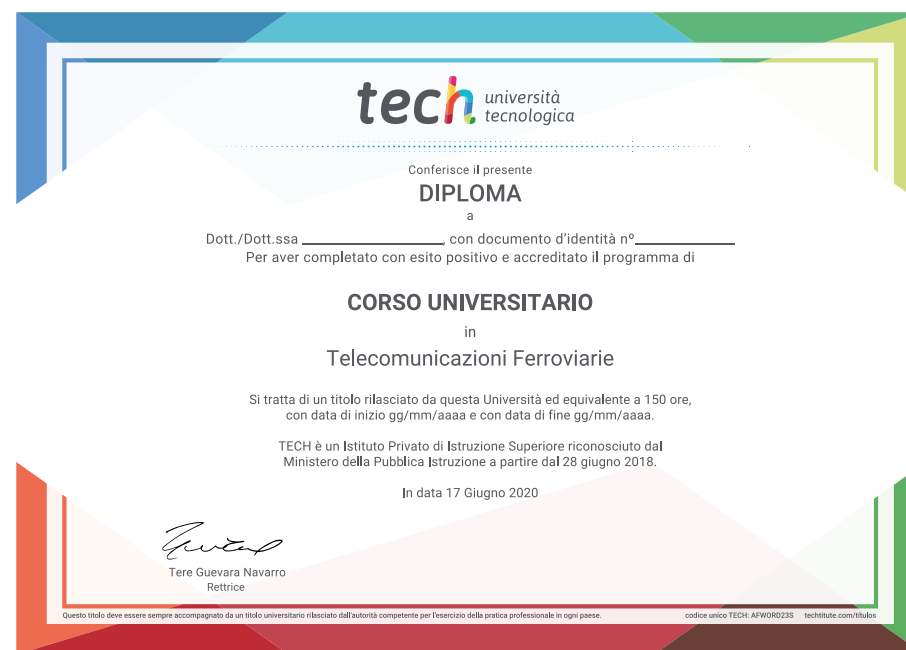 tech università
tecnologica
Conferisce il presente
DIPLOMA
a
Dott./Dott.ssa ____________________, con documento d'identità nº______________
Per aver completato con esito positivo e accreditato il programma di
CORSO UNIVERSITARIO
in
Telecomunicazioni Ferroviarie
Si tratta di un titolo rilasciato da questa Università ed equivalente a 150 ore,
con data di inizio gg/mm/aaaa e con data di fine gg/mm/aaaa.
TECH è un Istituto Privato di Istruzione Superiore riconosciuto dal
Ministero della Pubblica Istruzione a partire dal 28 giugno 2018.
In data 17 Giugno 2020
Tere Guevara Navarro
Rettrice
Questo titolo deve essere sempre accompagnato da un titolo universitario rilasciato dall'autorità competente per l'esercizio della pratica professionale in ogni paese. codice unico TECH: AFWORD23S techtitute.com/titulos